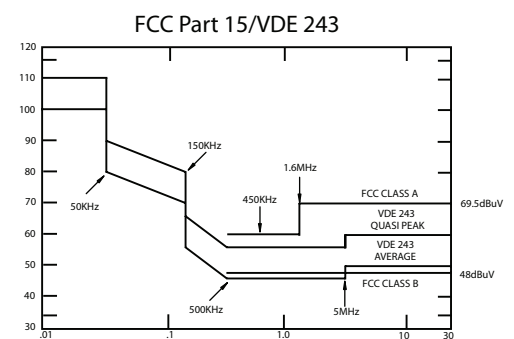 FCC Part 15/VDE 243
120
110
100
90
80
70
60
50
40
30
150KHz
1.6MHz
450KHz
50KHz
FCC CLASS A
69.5dBuV
VDE 243
QUASI PEAK
VDE 243
AVERAGE
FCC CLASS B
48dBuV
500KHz
5MHz
.01
.1
1.0
10
30